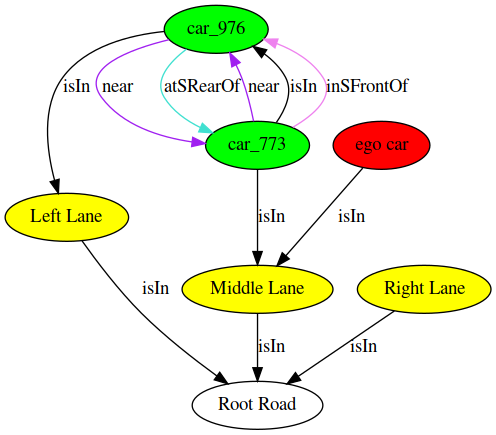 car_976
isIn near atSRearOf near isIn inSFrontOf
car_773 ego car
Left Lane isIn isIn
Middle Lane Right Lane
isIn isIn isIn
Root Road